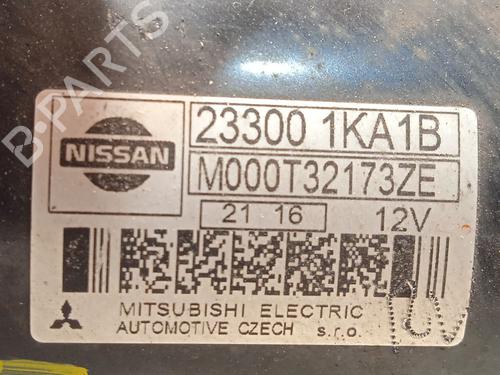 B-PARTS
NISSAN
23300 1KA1B
M000T32173ZE
21 16 12V
MITSUBISHI ELECTRIC
AUTOMOTIVE CZECH s.r.o.